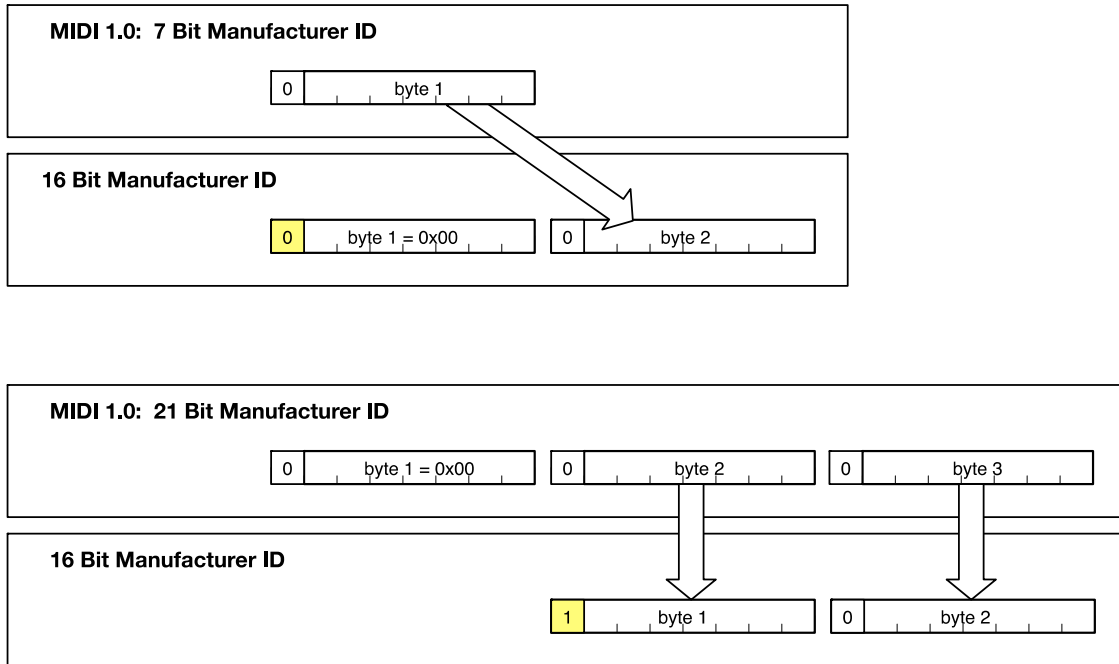 MIDI 1.0:  7 Bit Manufacturer ID
0 byte 1
16 Bit Manufacturer ID
0 byte 1 = 0x00 0 byte 2
MIDI 1.0:  21 Bit Manufacturer ID
0 byte 1 = 0x00 0 byte 2 0 byte 3
16 Bit Manufacturer ID
1 byte 1 0 byte 2